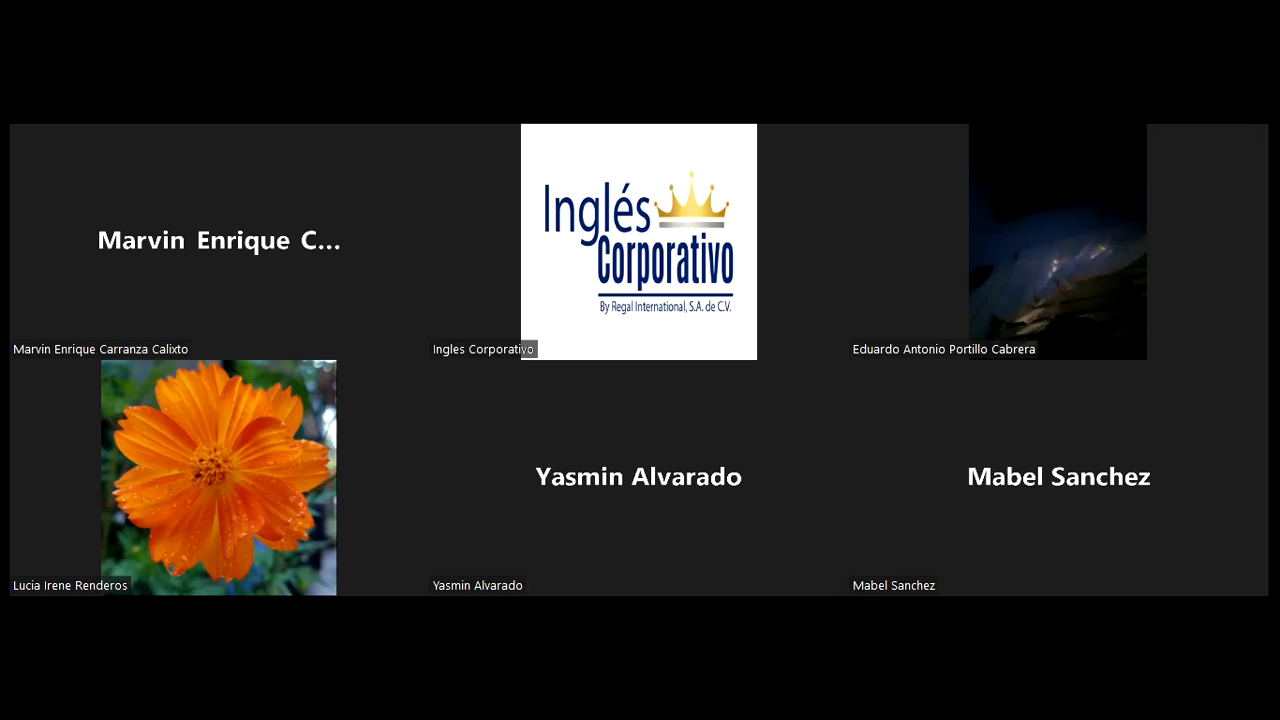 Marvin Enrique C...
Marvin Enrique Carranza Calixto
Inglés
Corporativo
By Regal International, S.A. de C.V.
Ingles Corporativo
Eduardo Antonio Portillo Cabrera
Lucia Irene Renderos
Yasmin Alvarado
Yasmin Alvarado
Mabel Sanchez
Mabel Sanchez